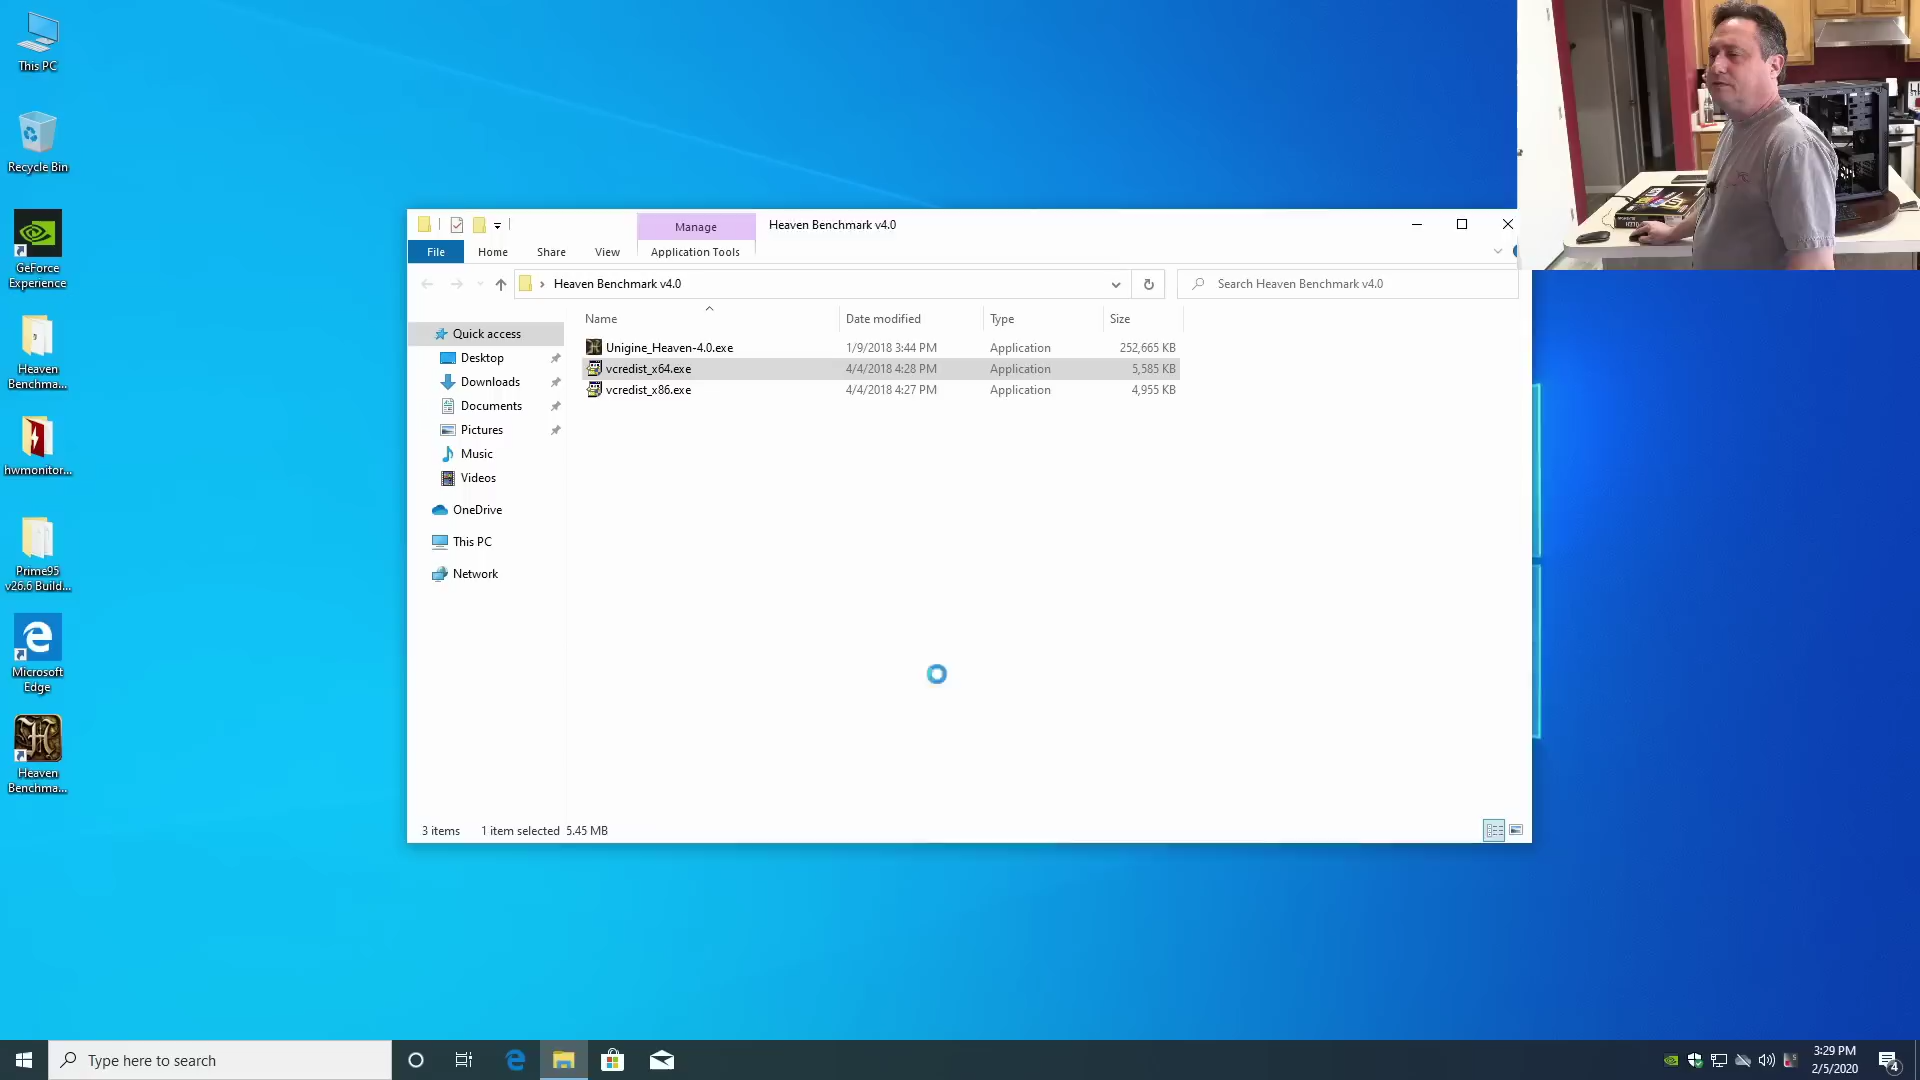 This PC
Recycle Bin
GeForce
Experience
Heaven
Benchma...
hwmonitor...
Prime95
v26.6 Build...
Microsoft
Edge
Heaven
Benchma...
Manage
Heaven Benchmark v4.0
File
Home
Share
View
Application Tools
Heaven Benchmark v4.0
Search Heaven Benchmark v4.0
Quick access
Desktop
Downloads
Documents
Pictures
Music
Videos
OneDrive
This PC
Network
Name
Date modified
Type
Size
Unigine_Heaven-4.0.exe 1/9/2018 3:44 PM Application 252,665 KB
vcredist_x64.exe 4/4/2018 4:28 PM Application 5,585 KB
vcredist_x86.exe 4/4/2018 4:27 PM Application 4,955 KB
3 items 1 item selected 5.45 MB
Type here to search
3:29 PM
2/5/2020
4